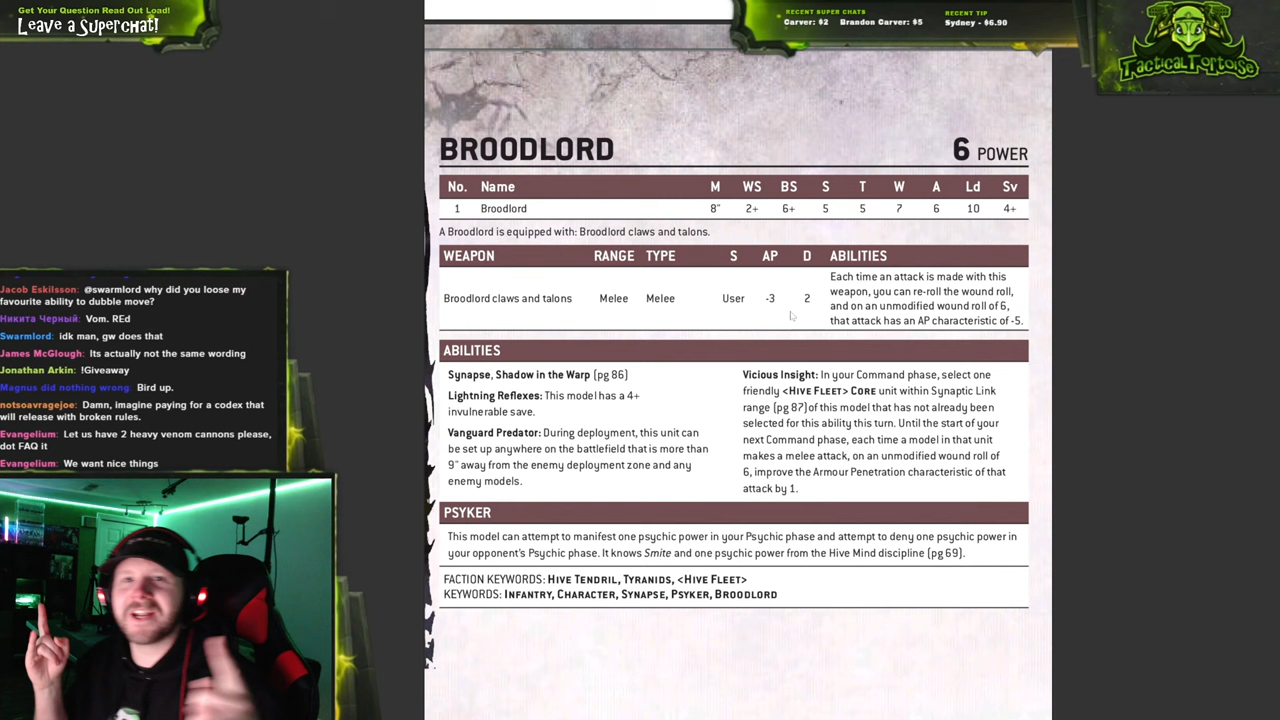 Get Your Question Read Out Loud!
Leave a Superchat!
RECENT SUPER CHATS
Carver: $2 Brandon Carver: $5
RECENT TIP
Sydney - $6.90
TacticalTortoise
BROODLORD
6 POWER
No. Name M WS BS S T W A Ld Sv
1 Broodlord 8" 2+ 6+ 5 5 7 6 10 4+
A Broodlord is equipped with: Broodlord claws and talons.
WEAPON RANGE TYPE S AP D ABILITIES
Broodlord claws and talons Melee Melee User -3 2
Each time an attack is made with this
weapon, you can re-roll the wound roll,
and on an unmodified wound roll of 6,
that attack has an AP characteristic of -5.
ABILITIES
Synapse, Shadow in the Warp (pg 86)
Lightning Reflexes: This model has a 4+
invulnerable save.
Vanguard Predator: During deployment, this unit can
be set up anywhere on the battlefield that is more than
9" away from the enemy deployment zone and any
enemy models.
Vicious Insight: In your Command phase, select one
friendly <HIVE FLEET> CORE unit within Synaptic Link
range (pg 87) of this model that has not already been
selected for this ability this turn. Until the start of your
next Command phase, each time a model in that unit
makes a melee attack, on an unmodified wound roll of
6, improve the Armour Penetration characteristic of that
attack by 1.
PSYKER
This model can attempt to manifest one psychic power in your Psychic phase and attempt to deny one psychic power in
your opponent's Psychic phase. It knows Smite and one psychic power from the Hive Mind discipline (pg 69).
FACTION KEYWORDS: HIVE TENDRIL, TYRANIDS, <HIVE FLEET>
KEYWORDS: INFANTRY, CHARACTER, SYNAPSE, PSYKER, BROODLORD
Jacob Eskilsson: @swarmlord why did you loose my
favourite ability to dubble move?
Никита Черный: Vom. REd
Swarmlord: idk man, gw does that
James McGlough: Its actually not the same wording
Jonathan Arkin: !Giveaway
Magnus did nothing wrong: Bird up.
notsoavragejoe: Damn, imagine paying for a codex that
will release with broken rules.
Evangelium: Let us have 2 heavy venom cannons please,
dot FAQ it
Evangelium: We want nice things